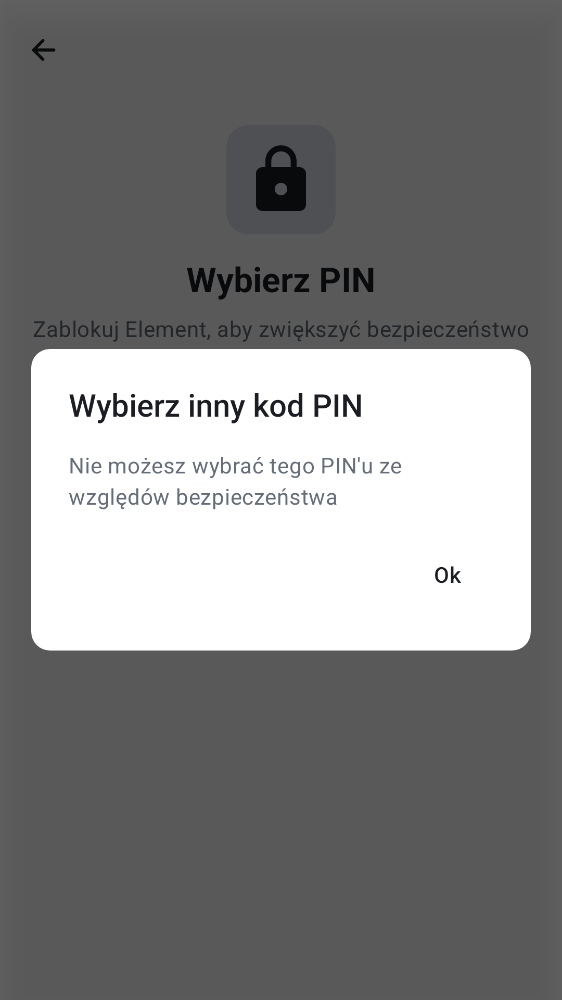 Wybierz PIN
Zablokuj Element, aby zwiększyć bezpieczeństwo
Wybierz inny kod PIN
Nie możesz wybrać tego PIN'u ze
względów bezpieczeństwa
Ok